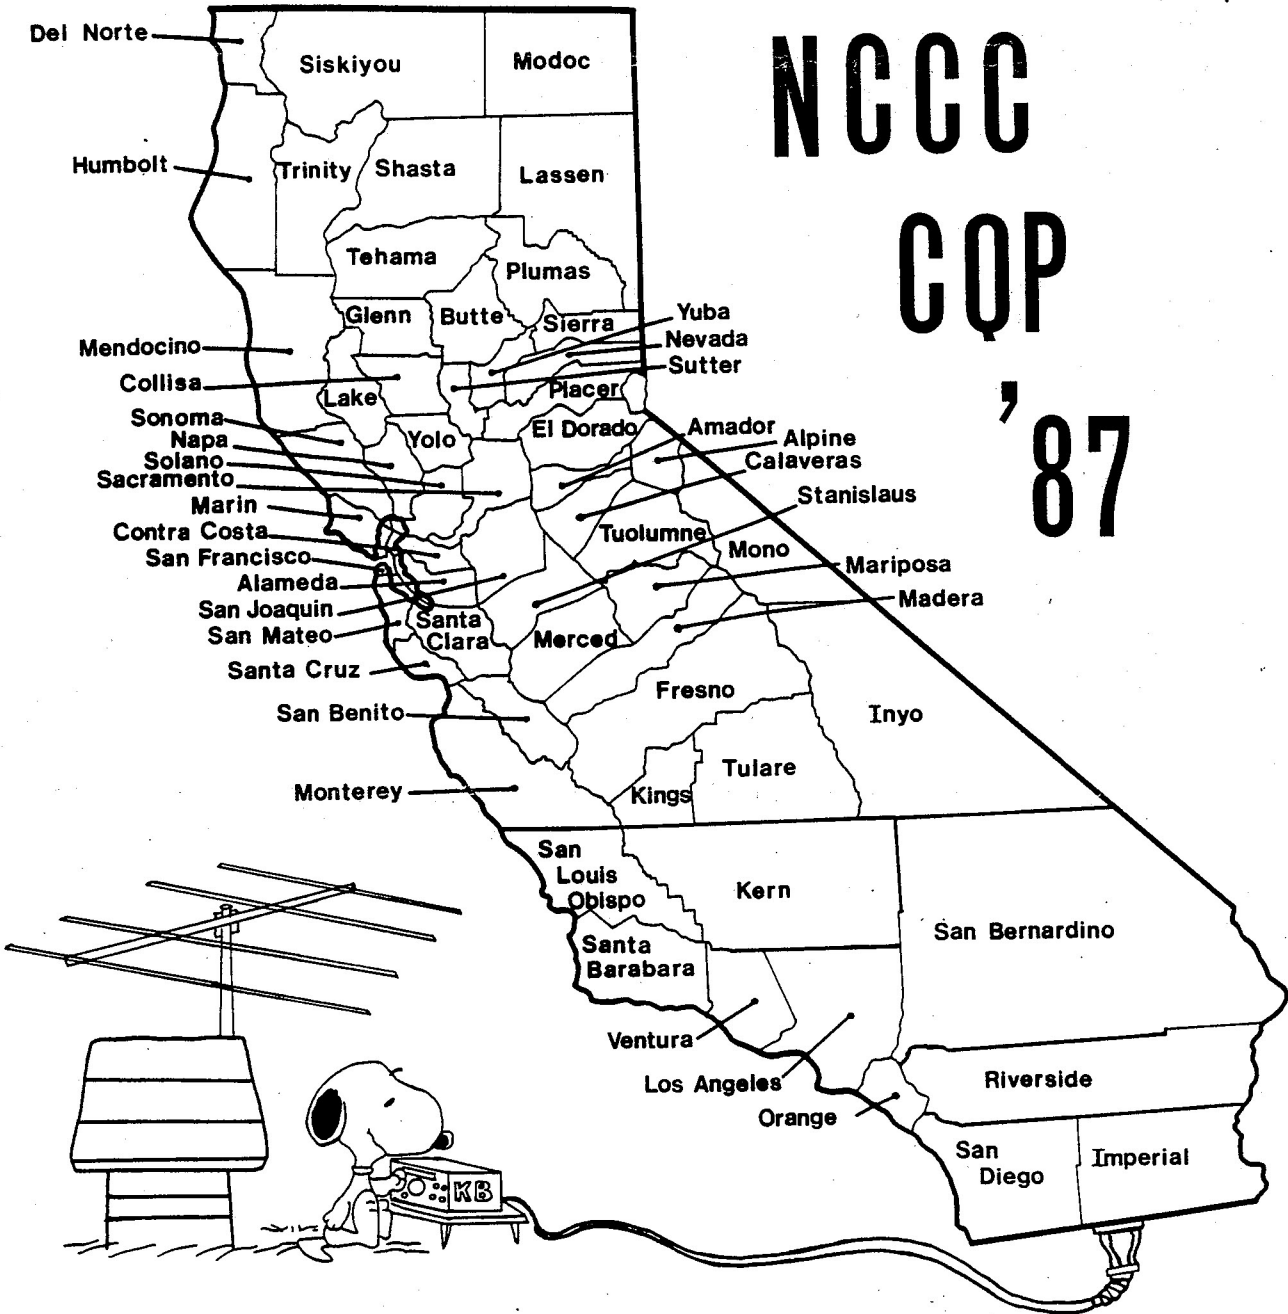 NCCC
CQP
'87
Del Norte
Siskiyou
Modoc
Humbolt
Trinity
Shasta
Lassen
Tehama
Plumas
Glenn
Butte
Sierra
Yuba
Nevada
Sutter
Mendocino
Collisa
Lake
Placer
Sonoma
Napa
Solano
Sacramento
Yolo
El Dorado
Amador
Alpine
Calaveras
Stanislaus
Marin
Contra Costa
San Francisco
Alameda
San Joaquin
San Mateo
Santa Cruz
Tuolumne
Mono
Mariposa
Madera
Santa
Clara
Merced
San Benito
Fresno
Inyo
Monterey
Kings
Tulare
San
Louis
Obispo
Kern
San Bernardino
Santa
Barabara
Ventura
Los Angeles
Orange
Riverside
San
Diego
Imperial
KB